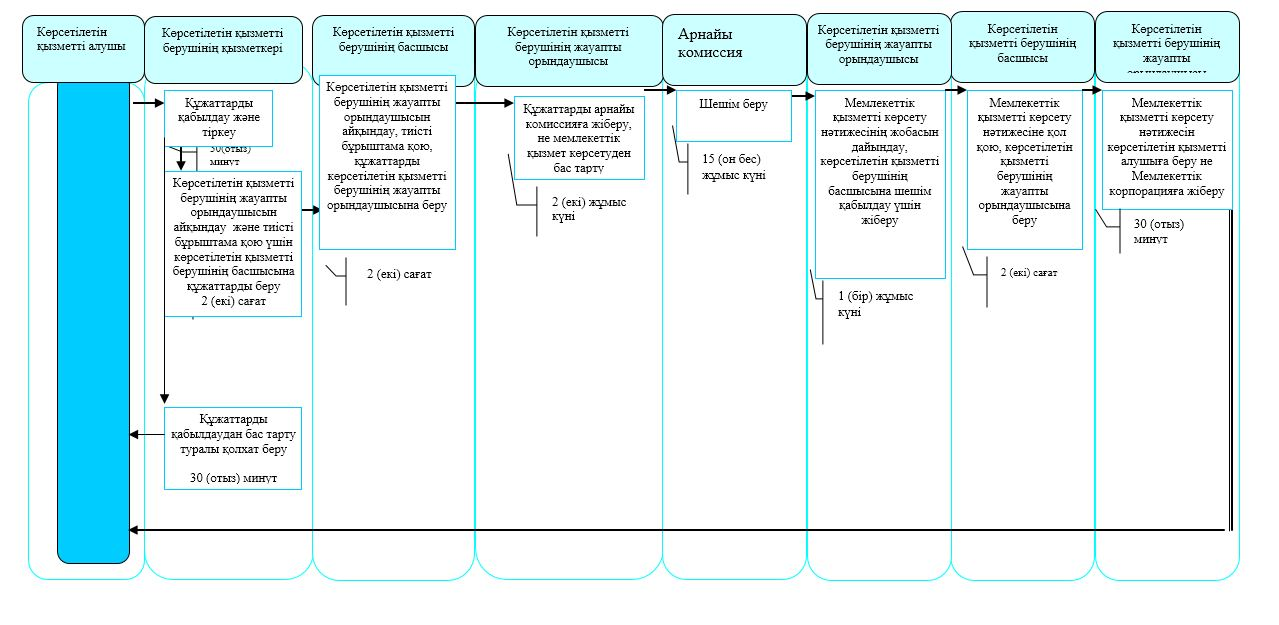 Көрсетілетін
қызметті алушы
Көрсетілетін қызметті
берушінің қызметкері
Көрсетілетін қызметті
берушінің басшысы
Көрсетілетін қызметті
берушінің жауапты
орындаушысы
Арнайы
комиссия
Көрсетілетін қызметті
берушінің жауапты
орындаушысы
Көрсетілетін
қызметті берушінің
басшысы
Көрсетілетін
қызметті берушінің
жауапты
орындаушысы
Құжаттарды
қабылдау және
тіркеу
30(отыз)
минут
Көрсетілетін қызметті
берушінің жауапты
орындаушысын
айқындау және тиісті
бұрыштама қою үшін
көрсетілетін қызметті
берушінің басшысына
құжаттарды беру
2 (екі) сағат
Құжаттарды
қабылдаудан бас тарту
туралы қолхат беру
30 (отыз) минут
Көрсетілетін қызметті
берушінің жауапты
орындаушысын
айқындау, тиісті
бұрыштама қою,
құжаттарды
көрсетілетін қызметті
берушінің жауапты
орындаушысына беру
2 (екі) сағат
Құжаттарды арнайы
комиссияға жіберу,
не мемлекеттік
қызмет көрсетуден
бас тарту
2 (екі) жұмыс
күні
Шешім беру
15 (он бес)
жұмыс күні
Мемлекеттік
қызметті көрсету
нәтижесінің жобасын
дайындау,
көрсетілетін қызметті
берушінің
басшысына шешім
қабылдау үшін
жіберу
1 (бір) жұмыс
күні
Мемлекеттік
қызметті көрсету
нәтижесіне қол
қою, көрсетілетін
қызметті
берушінің
жауапты
орындаушысына
беру
2 (екі) сағат
Мемлекеттік
қызметті көрсету
нәтижесін
көрсетілетін қызметті
алушыға беру не
Мемлекеттік
корпорацияға жіберу
30 (отыз)
минут